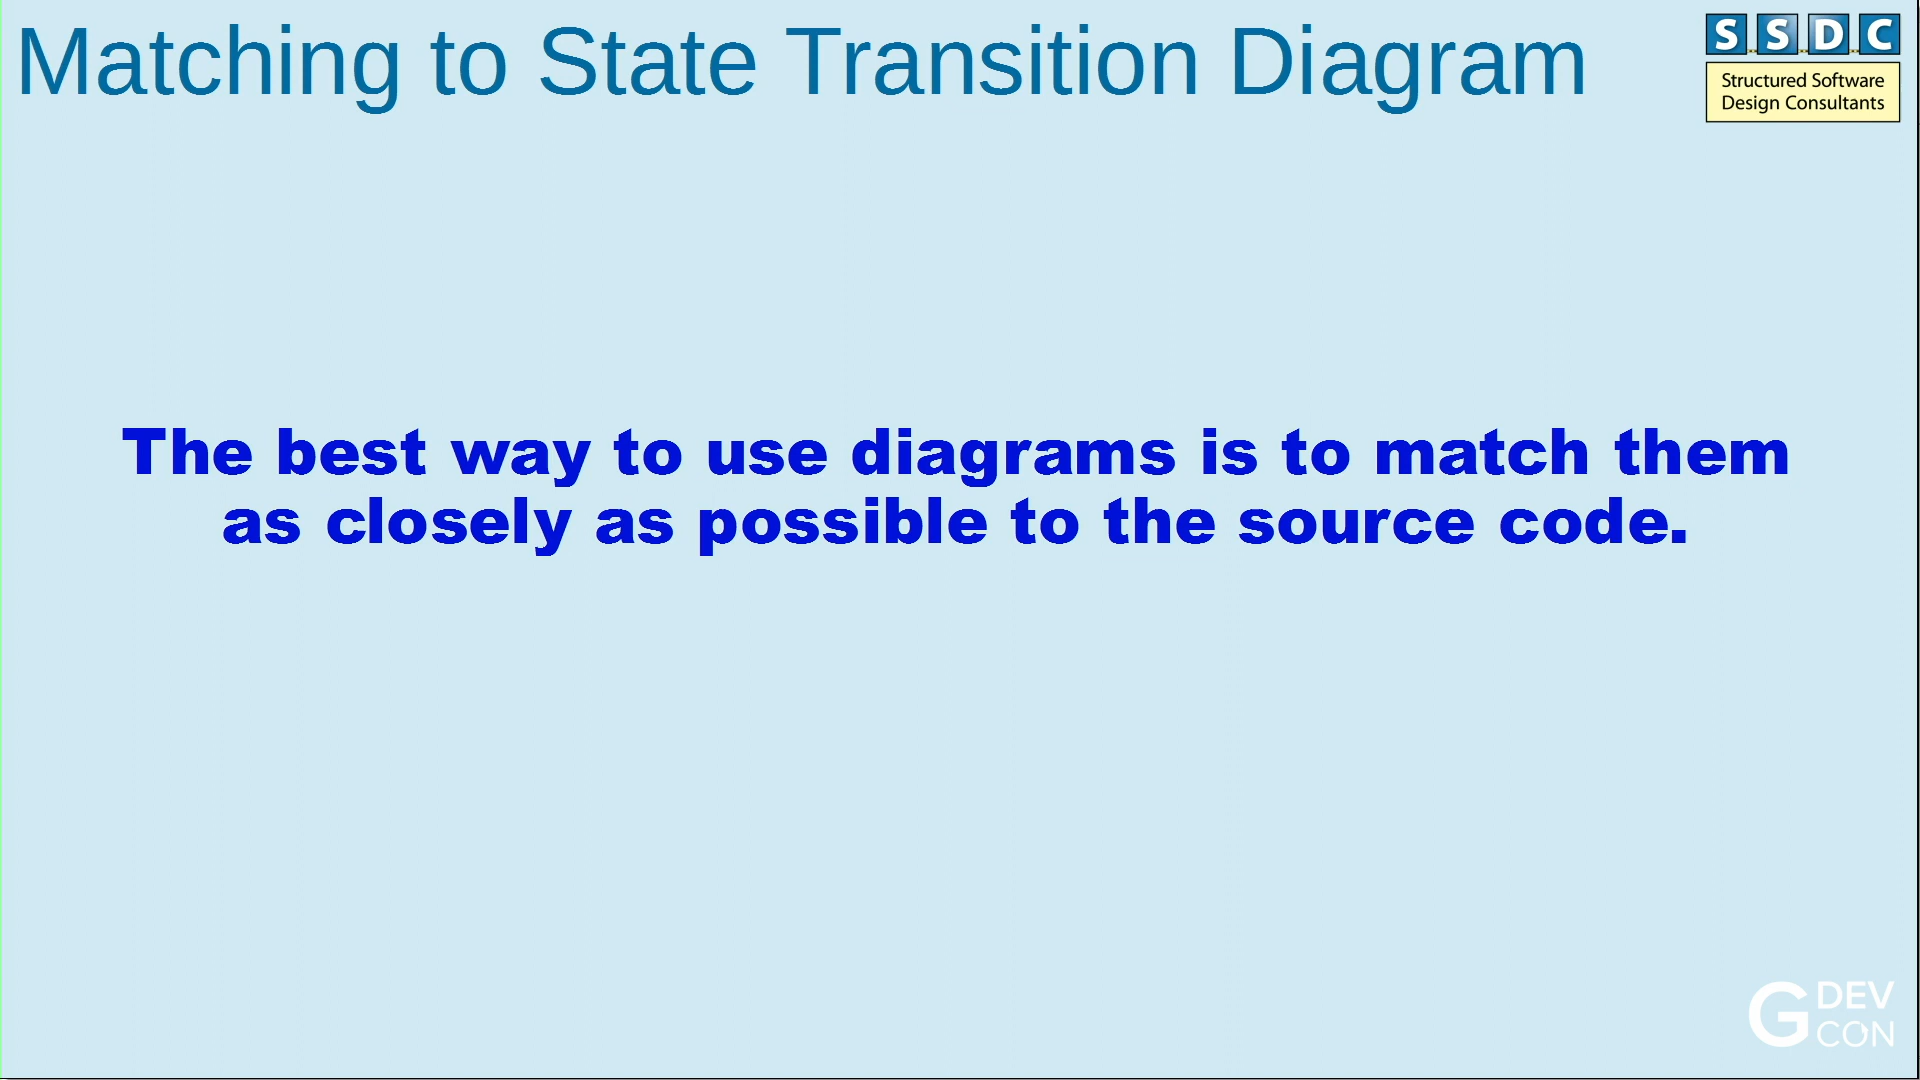 Matching to State Transition Diagram
S S D C
Structured Software
Design Consultants
The best way to use diagrams is to match them
as closely as possible to the source code.
G DEV
CON